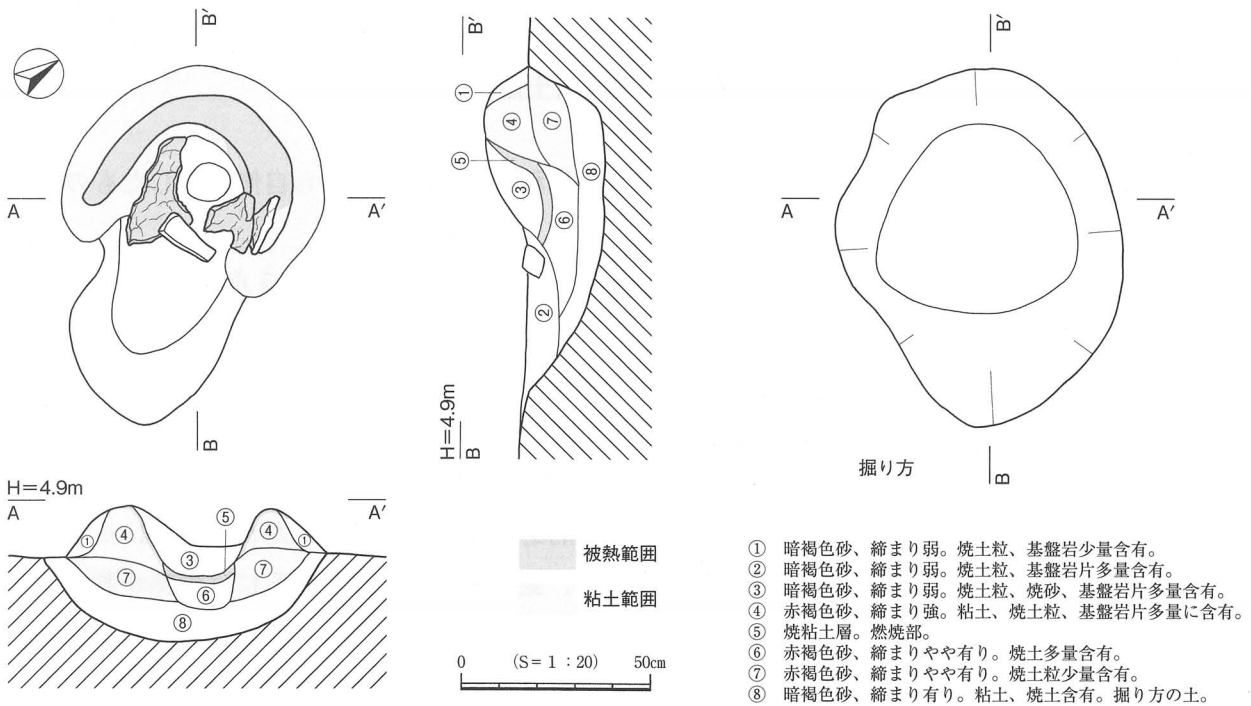 B′
A
A′
B
B′
①
④
⑦
⑤
③
⑧
⑥
②
H=4.9m
B
B′
A
A′
B
掘り方
H=4.9m
A
A′
①
④
⑤
③
④
①
⑦
⑥
⑦
⑧
被熱範囲
粘土範囲
0 (S=1:20) 50cm
① 暗褐色砂、締まり弱。焼土粒、基盤岩少量含有。
② 暗褐色砂、締まり弱。焼土粒、基盤岩片多量含有。
③ 暗褐色砂、締まり弱。焼土粒、焼砂、基盤岩片多量含有。
④ 赤褐色砂、締まり強。粘土、焼土粒、基盤岩片多量に含有。
⑤ 焼粘土層。燃焼部。
⑥ 赤褐色砂、締まりやや有り。焼土多量含有。
⑦ 赤褐色砂、締まりやや有り。焼土粒少量含有。
⑧ 暗褐色砂、締まり有り。粘土、焼土含有。掘り方の土。